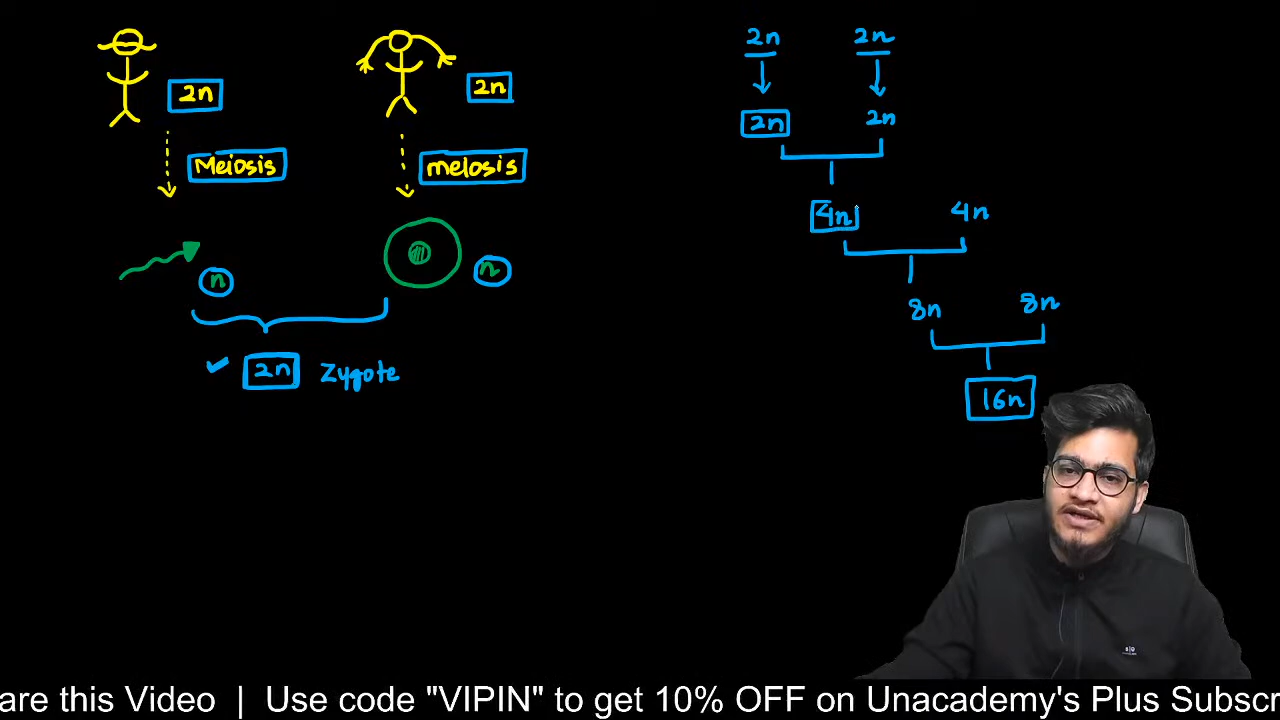 2n
2n
Meiosis
meiosis
n
n
2n Zygote
2n 2n
2n 2n
4n 4n
8n 8n
16n
are this Video | Use code "VIPIN" to get 10% OFF on Unacademy's Plus Subscr